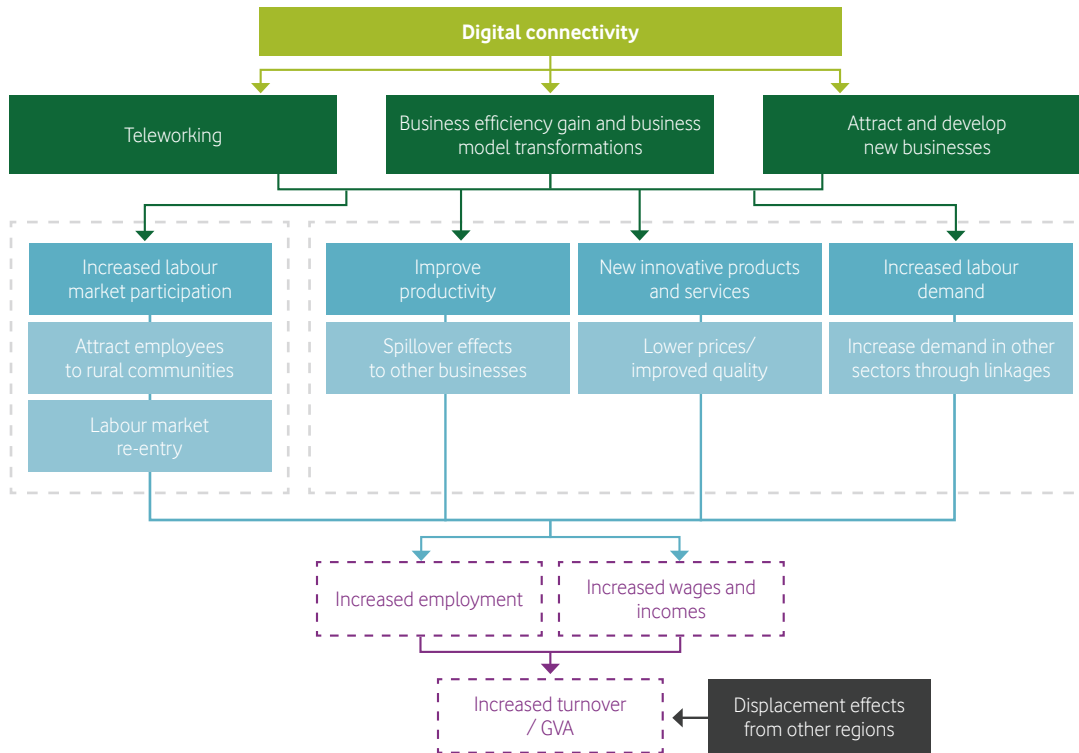 Digital connectivity
Teleworking
Business efficiency gain and business
model transformations
Attract and develop
new businesses
Increased labour
market participation
Improve
productivity
New innovative products
and services
Increased labour
demand
Attract employees
to rural communities
Spillover effects
to other businesses
Lower prices/
improved quality
Increase demand in other
sectors through linkages
Labour market
re-entry
Increased employment
Increased wages and
incomes
Increased turnover
/ GVA
Displacement effects
from other regions